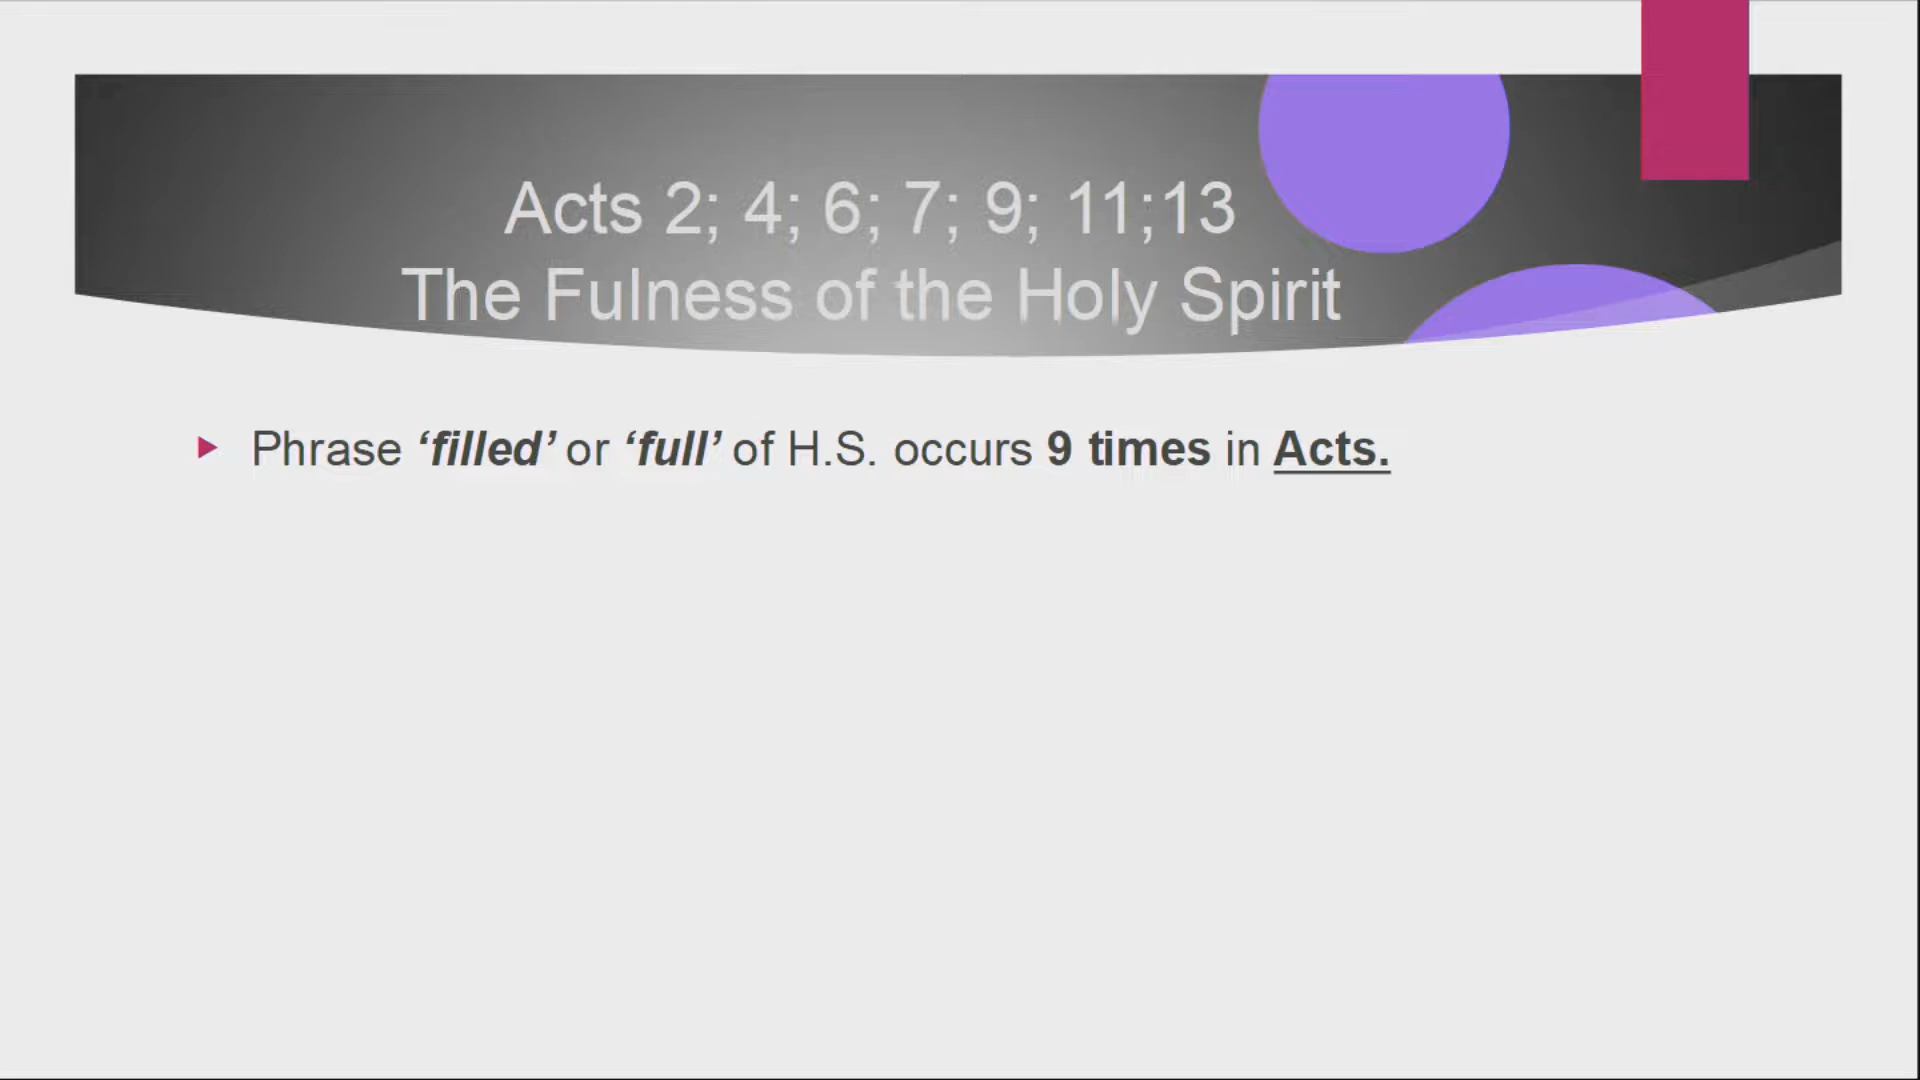 Acts 2; 4; 6; 7; 9; 11;13
The Fulness of the Holy Spirit
Phrase ‘filled’ or ‘full’ of H.S. occurs 9 times in Acts.